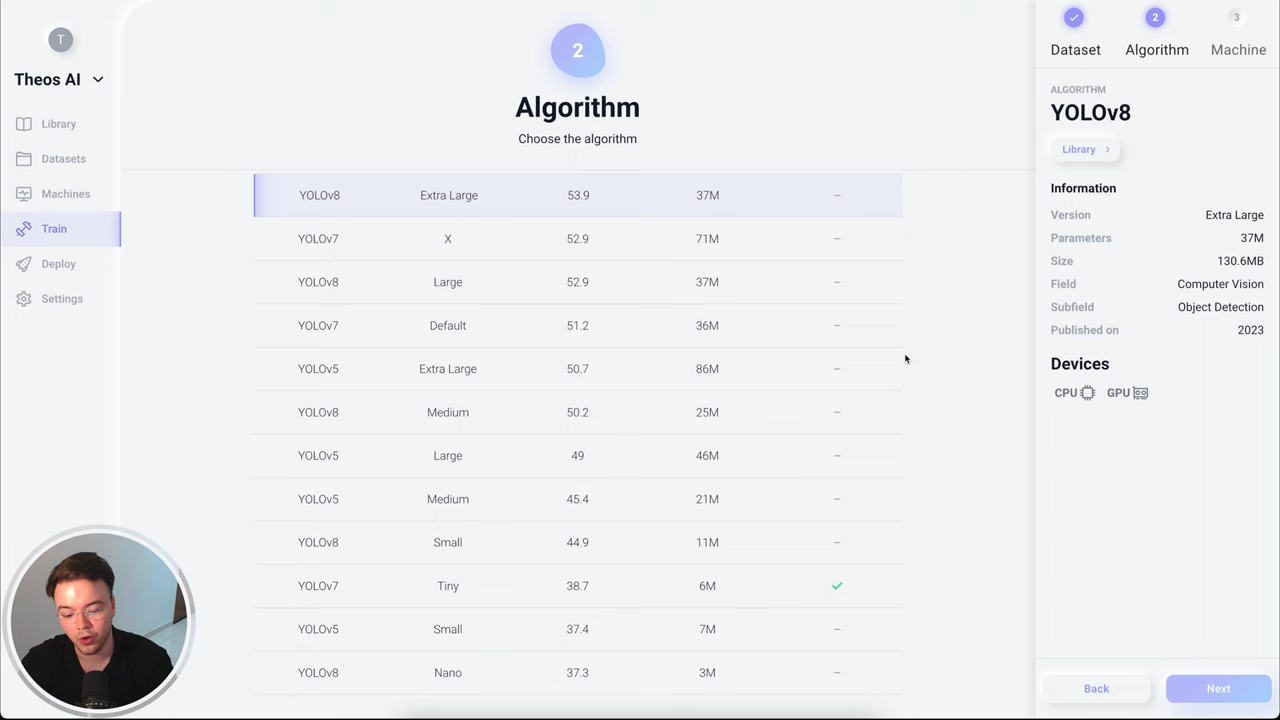 T
Theos AI
Library
Datasets
Machines
Train
Deploy
Settings
2
Algorithm
Choose the algorithm
YOLOv8 Extra Large 53.9 37M –
YOLOv7 X 52.9 71M –
YOLOv8 Large 52.9 37M –
YOLOv7 Default 51.2 36M –
YOLOv5 Extra Large 50.7 86M –
YOLOv8 Medium 50.2 25M –
YOLOv5 Large 49 46M –
YOLOv5 Medium 45.4 21M –
YOLOv8 Small 44.9 11M –
YOLOv7 Tiny 38.7 6M
YOLOv5 Small 37.4 7M –
YOLOv8 Nano 37.3 3M –
2 3
Dataset Algorithm Machine
ALGORITHM
YOLOv8
Library
Information
Version Extra Large
Parameters 37M
Size 130.6MB
Field Computer Vision
Subfield Object Detection
Published on 2023
Devices
CPU GPU
Back Next